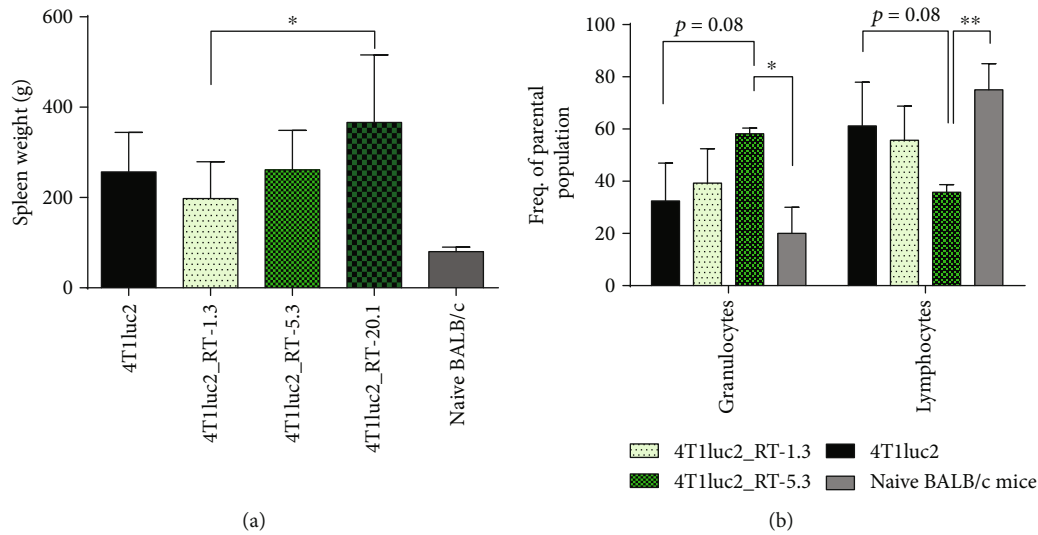 600
400
200
0
Spleen weight (g)
*
4T1luc2
4T1luc2_RT-1.3
4T1luc2_RT-5.3
4T1luc2_RT-20.1
Naive BALB/c
(a)
100
80
60
40
20
0
Freq. of parental
population
p = 0.08
*
p = 0.08
**
Granulocytes
Lymphocytes
4T1luc2_RT-1.3
4T1luc2
4T1luc2_RT-5.3
Naive BALB/c mice
(b)